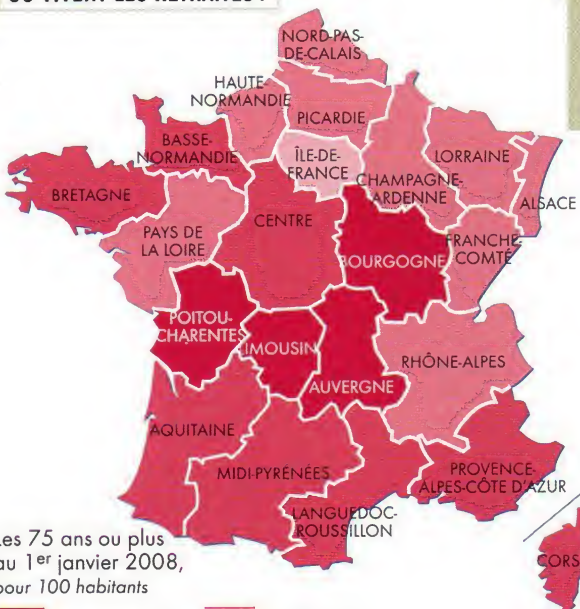 OÙ VIVENT LES RETRAITÉS ?
NORD-PAS-
DE-CALAIS
HAUTE-
NORMANDIE
PICARDIE
BASSE-
NORMANDIE
ÎLE-DE-
FRANCE
LORRAINE
CHAMPAGNE-
ARDENNE
ALSACE
BRETAGNE
PAYS DE
LA LOIRE
CENTRE
BOURGOGNE
FRANCHE-
COMTÉ
POITOU-
CHARENTES
LIMOUSIN
AUVERGNE
RHÔNE-ALPES
AQUITAINE
MIDI-PYRÉNÉES
LANGUEDOC-
ROUSSILLON
PROVENCE-
ALPES-CÔTE D'AZUR
CORS
Les 75 ans ou plus
au 1er janvier 2008,
pour 100 habitants